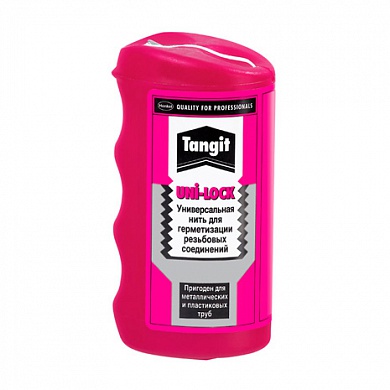 Henkel
QUALITY FOR PROFESSIONALS
Tangit
UNi-LOCK
Универсальная
нить для
герметизации
резьбовых
соединений
Пригоден для
металлических
и пластиковых
труб